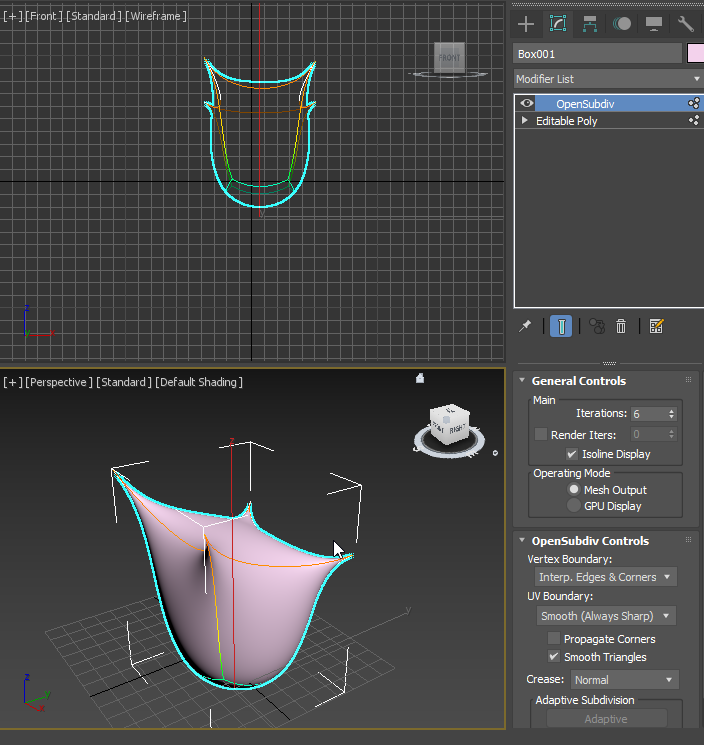 [+] [Front] [Standard] [Wireframe]
FRONT
y
z
x
[+] [Perspective] [Standard] [Default Shading]
RIGHT
z
y
z
y
x
Box001
Modifier List
OpenSubdiv
Editable Poly
General Controls
Main
Iterations: 6
Render Iters: 0
Isoline Display
Operating Mode
Mesh Output
GPU Display
OpenSubdiv Controls
Vertex Boundary:
Interp. Edges & Corners
UV Boundary:
Smooth (Always Sharp)
Propagate Corners
Smooth Triangles
Crease: Normal
Adaptive Subdivision
Adaptive